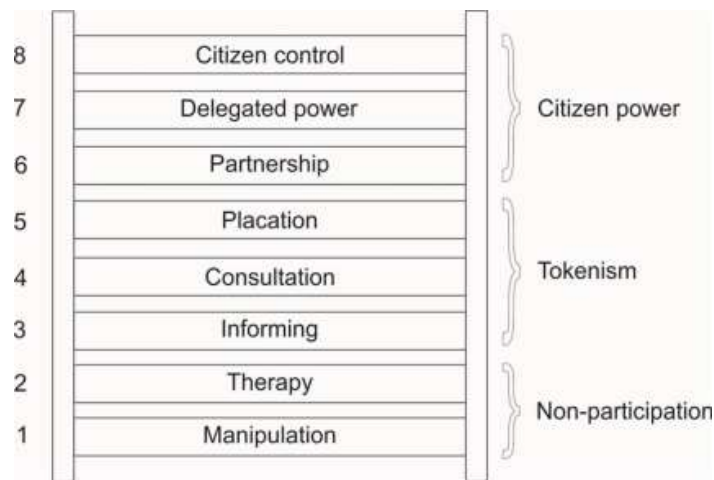 8 Citizen control
7 Delegated power
Citizen power
6 Partnership
5 Placation
4 Consultation
Tokenism
3 Informing
2 Therapy
Non-participation
1 Manipulation